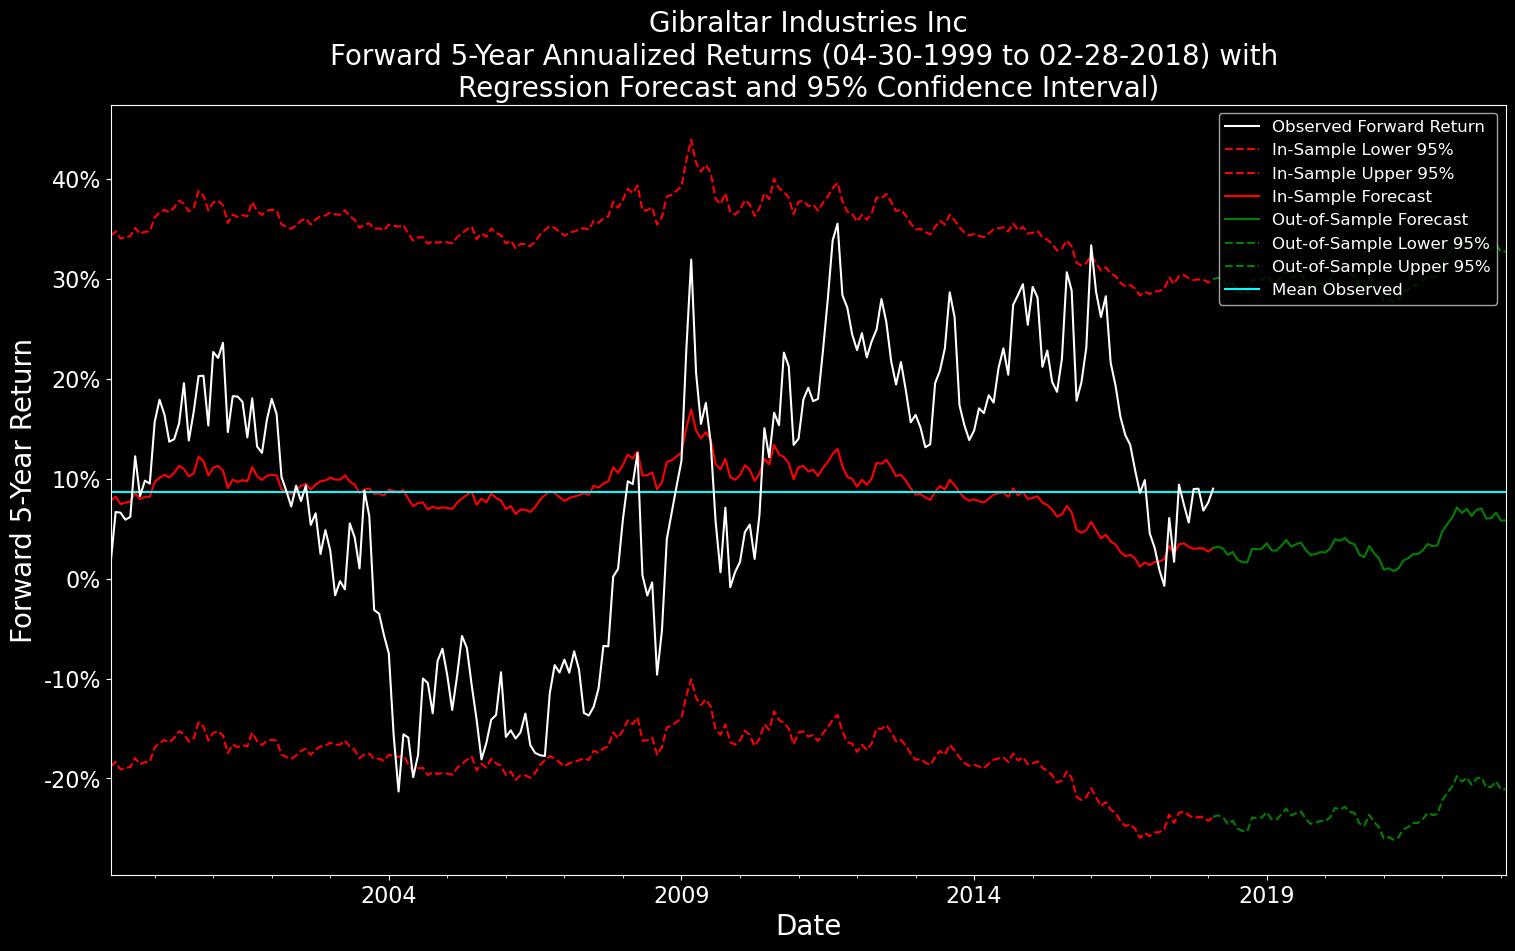 Gibraltar Industries Inc
Forward 5-Year Annualized Returns (04-30-1999 to 02-28-2018) with
Regression Forecast and 95% Confidence Interval)
Observed Forward Return
In-Sample Lower 95%
In-Sample Upper 95%
In-Sample Forecast
Out-of-Sample Forecast
Out-of-Sample Lower 95%
Out-of-Sample Upper 95%
Mean Observed
Forward 5-Year Return
40%
30%
20%
10%
0%
-10%
-20%
2004
2009
2014
2019
Date